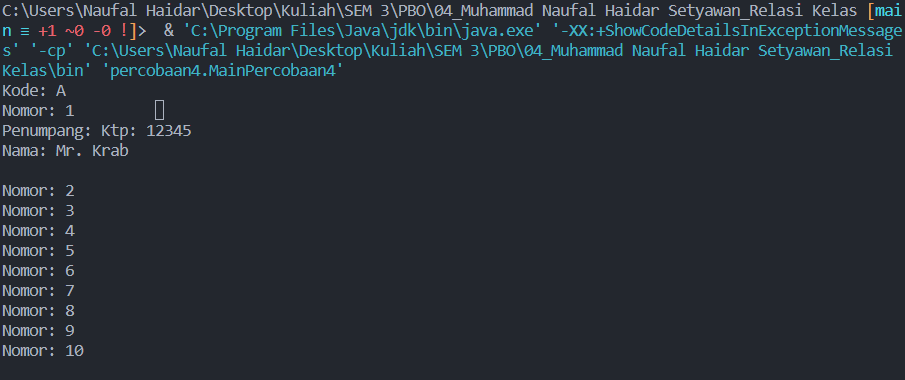 C:\Users\Naufal Haidar\Desktop\Kuliah\SEM 3\PBO\04_Muhammad Naufal Haidar Setyawan_Relasi Kelas [mai
n ≡ +1 ~0 -0 !]>  & 'C:\Program Files\Java\jdk\bin\java.exe' '-XX:+ShowCodeDetailsInExceptionMessage
s' '-cp' 'C:\Users\Naufal Haidar\Desktop\Kuliah\SEM 3\PBO\04_Muhammad Naufal Haidar Setyawan_Relasi
Kelas\bin' 'percobaan4.MainPercobaan4'
Kode: A
Nomor: 1
Penumpang: Ktp: 12345
Nama: Mr. Krab
Nomor: 2
Nomor: 3
Nomor: 4
Nomor: 5
Nomor: 6
Nomor: 7
Nomor: 8
Nomor: 9
Nomor: 10